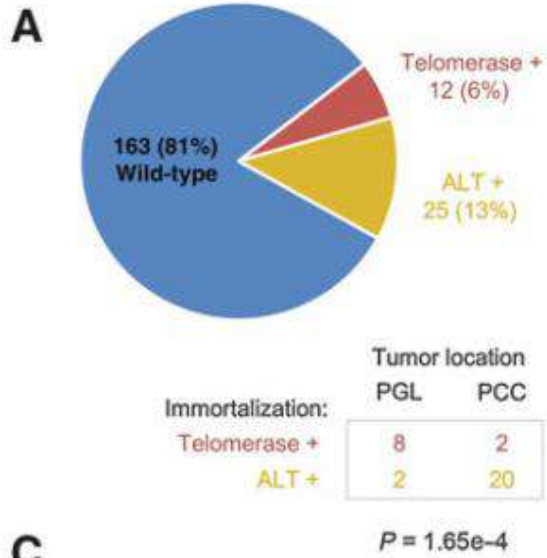 A
Telomerase +
12 (6%)
163 (81%)
Wild-type
ALT +
25 (13%)
Tumor location
PGL PCC
Immortalization:
Telomerase + 8 2
ALT + 2 20
P = 1.65e–4
C